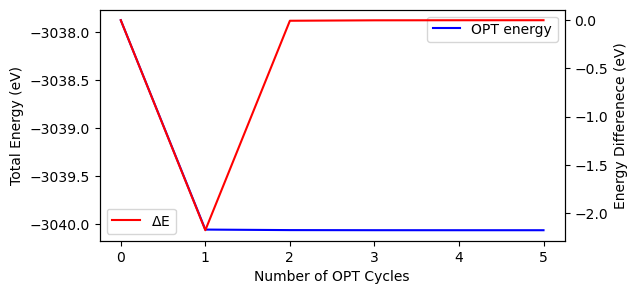 Total Energy (eV)
−3038.0
−3038.5
−3039.0
−3039.5
−3040.0
OPT energy
ΔE
0.0
−0.5
−1.0
−1.5
−2.0
Energy Differenece (eV)
0 1 2 3 4 5
Number of OPT Cycles